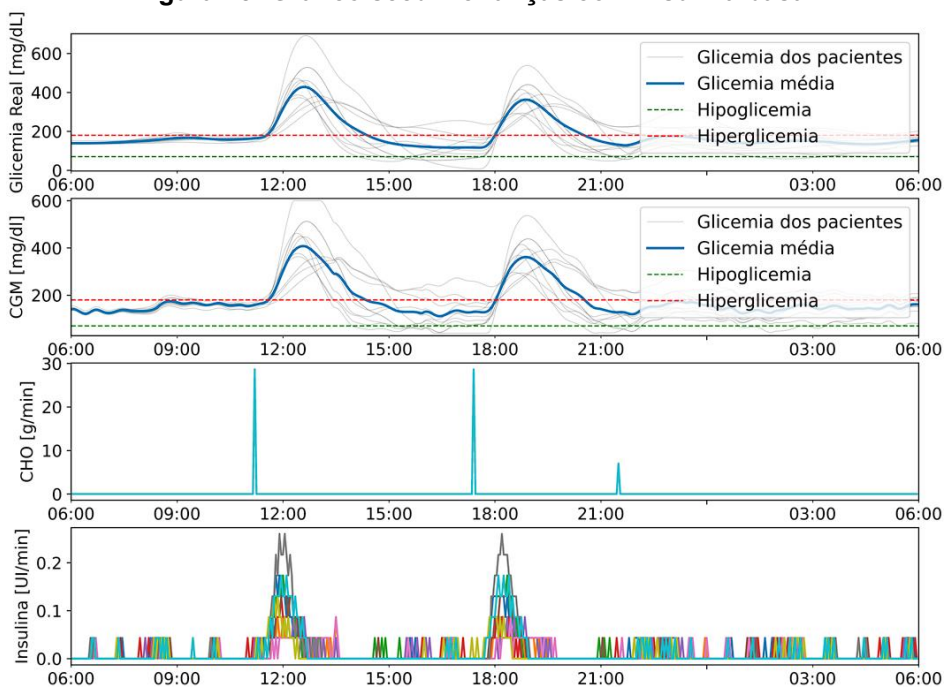 Glicemia Real [mg/dL]
600
400
200
0
Glicemia dos pacientes
Glicemia média
Hipoglicemia
Hiperglicemia
06:00 09:00 12:00 15:00 18:00 21:00 03:00 06:00
CGM [mg/dl]
600
400
200
Glicemia dos pacientes
Glicemia média
Hipoglicemia
Hiperglicemia
06:00 09:00 12:00 15:00 18:00 21:00 03:00 06:00
CHO [g/min]
30
20
10
0
06:00 09:00 12:00 15:00 18:00 21:00 03:00 06:00
Insulina [UI/min]
0.2
0.1
0.0
06:00 09:00 12:00 15:00 18:00 21:00 03:00 06:00